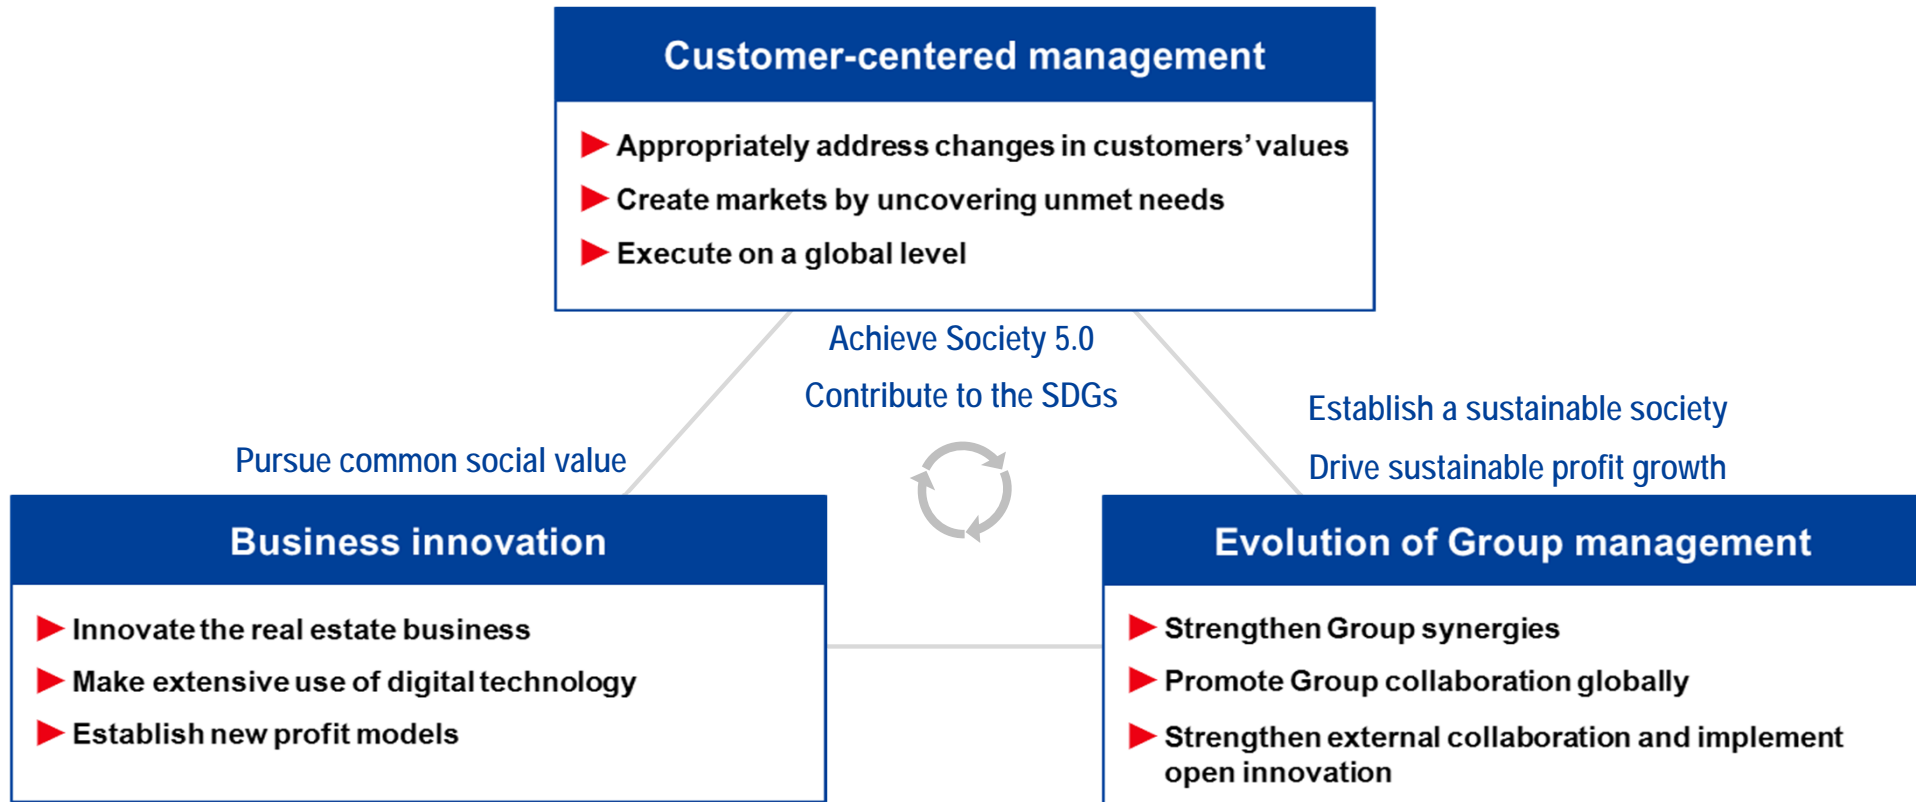 Customer-centered management
Appropriately address changes in customers' values
Create markets by uncovering unmet needs
Execute on a global level
Achieve Society 5.0
Contribute to the SDGs
Pursue common social value
Establish a sustainable society
Drive sustainable profit growth
Business innovation
Innovate the real estate business
Make extensive use of digital technology
Establish new profit models
Evolution of Group management
Strengthen Group synergies
Promote Group collaboration globally
Strengthen external collaboration and implement
open innovation